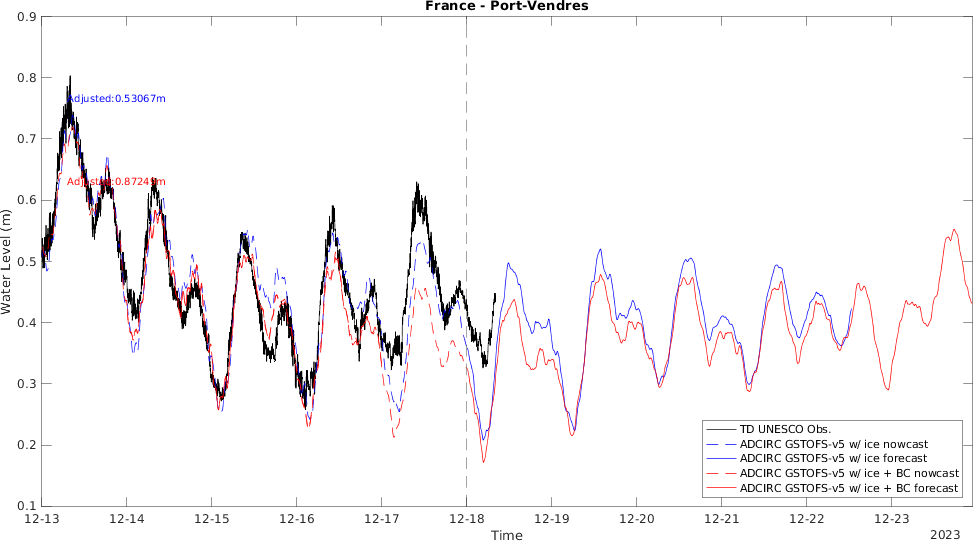 France - Port-Vendres
Water Level (m)
0.9
0.8
0.7
0.6
0.5
0.4
0.3
0.2
0.1
Adjusted:0.53067m
TD UNESCO Obs.
ADCIRC GSTOFS-v5 w/ ice nowcast
ADCIRC GSTOFS-v5 w/ ice forecast
ADCIRC GSTOFS-v5 w/ ice + BC nowcast
ADCIRC GSTOFS-v5 w/ ice + BC forecast
12-13 12-14 12-15 12-16 12-17 12-18 12-19 12-20 12-21 12-22 12-23
Time
2023